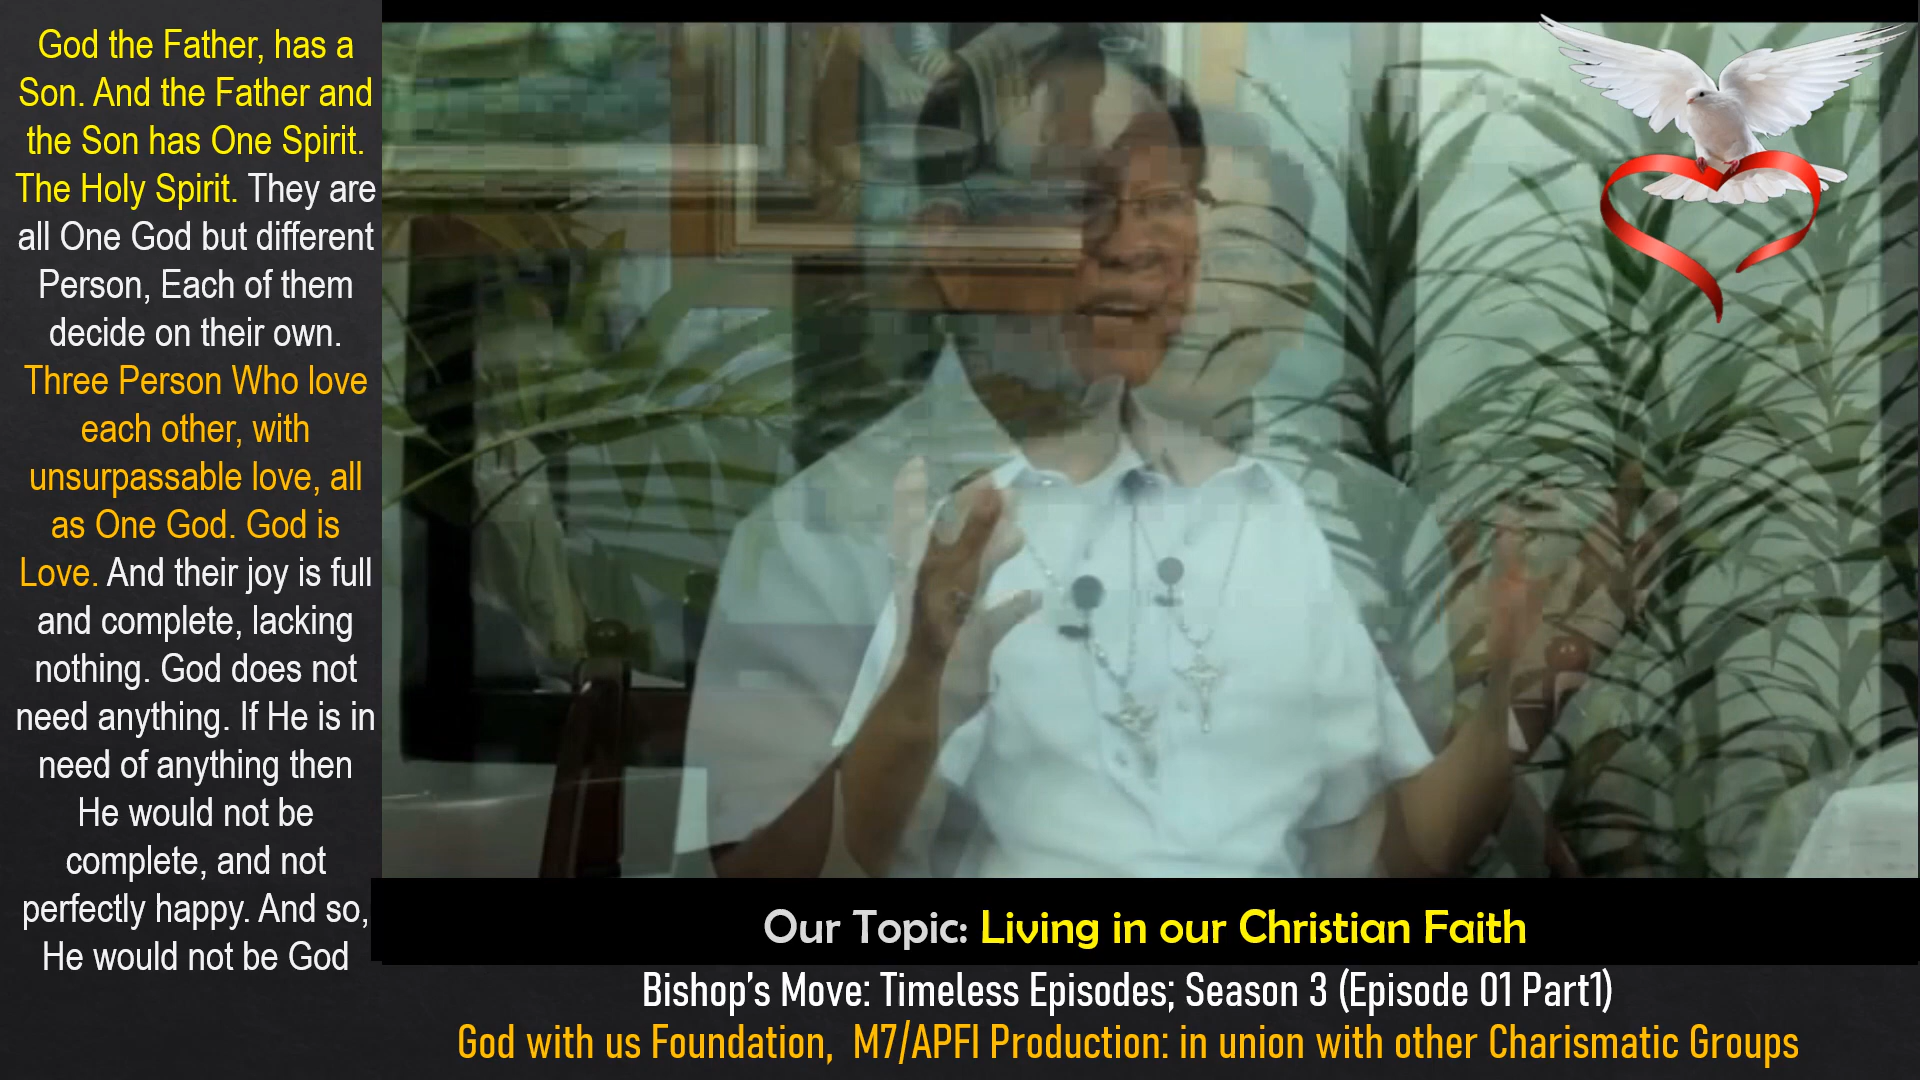 God the Father, has a
Son. And the Father and
the Son has One Spirit.
The Holy Spirit. They are
all One God but different
Person, Each of them
decide on their own.
Three Person Who love
each other, with
unsurpassable love, all
as One God. God is
Love. And their joy is full
and complete, lacking
nothing. God does not
need anything. If He is in
need of anything then
He would not be
complete, and not
perfectly happy. And so,
He would not be God
Our Topic: Living in our Christian Faith
Bishop's Move: Timeless Episodes; Season 3 (Episode 01 Part1)
God with us Foundation, M7/APFI Production: in union with other Charismatic Groups